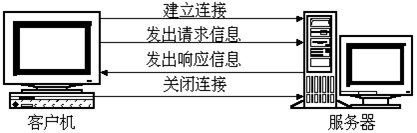 建立连接
发出请求信息
发出响应信息
关闭连接
客户机
服务器